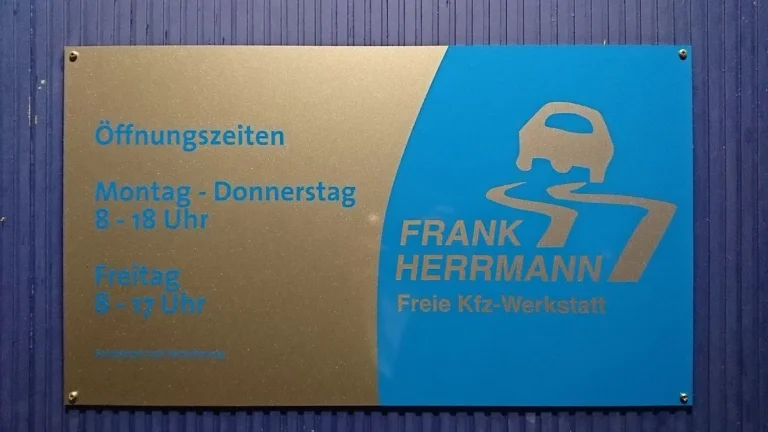 Öffnungszeiten
Montag - Donnerstag
8 - 18 Uhr
Freitag
8 - 17 Uhr
FRANK
HERRMANN
Freie Kfz-Werkstatt